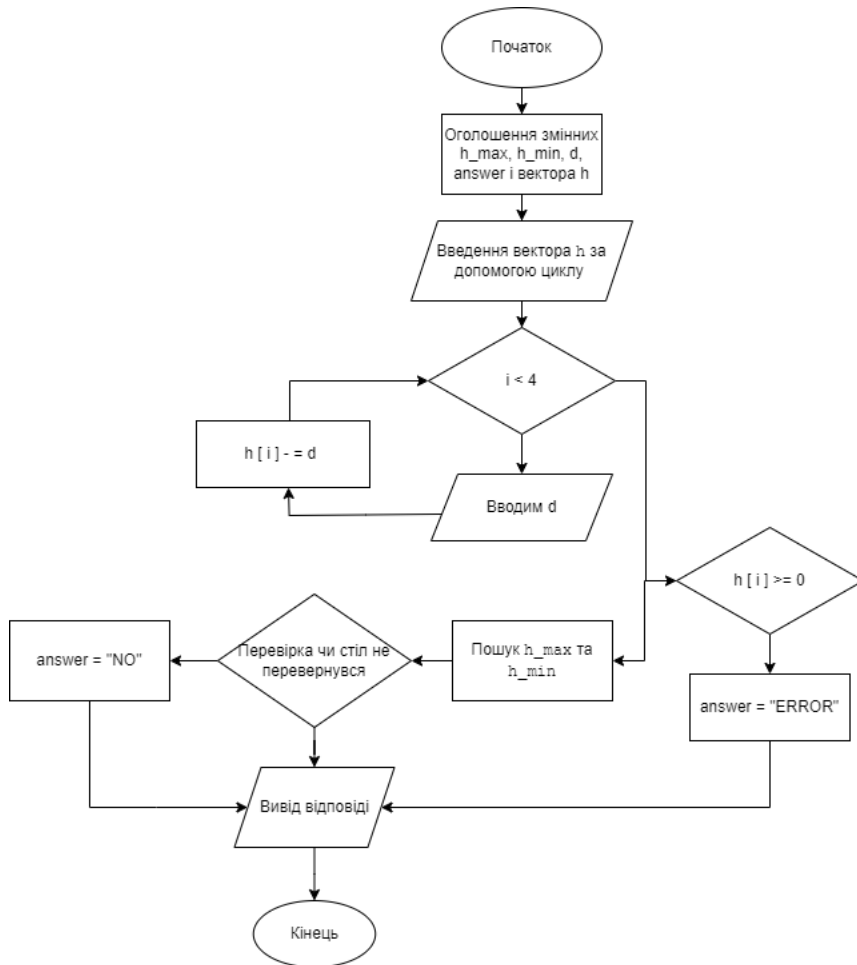 Початок
Оголошення змінних
h_max, h_min, d,
answer і вектора h
Введення вектора h за
допомогою циклу
i < 4
h [ i ] - = d
Вводим d
h [ i ] >= 0
Перевірка чи стіл не
перевернувся
answer = "NO"
Пошук h_max та
h_min
answer = "ERROR"
Вивід відповіді
Кінець